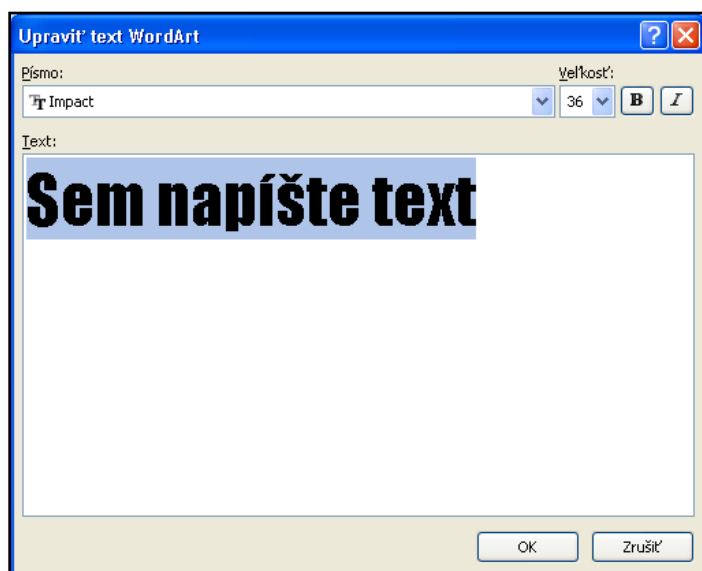 Upraviť text WordArt
Písmo:
Veľkosť:
Impact
36
B
I
Text:
Sem napíšte text
OK
Zrušiť